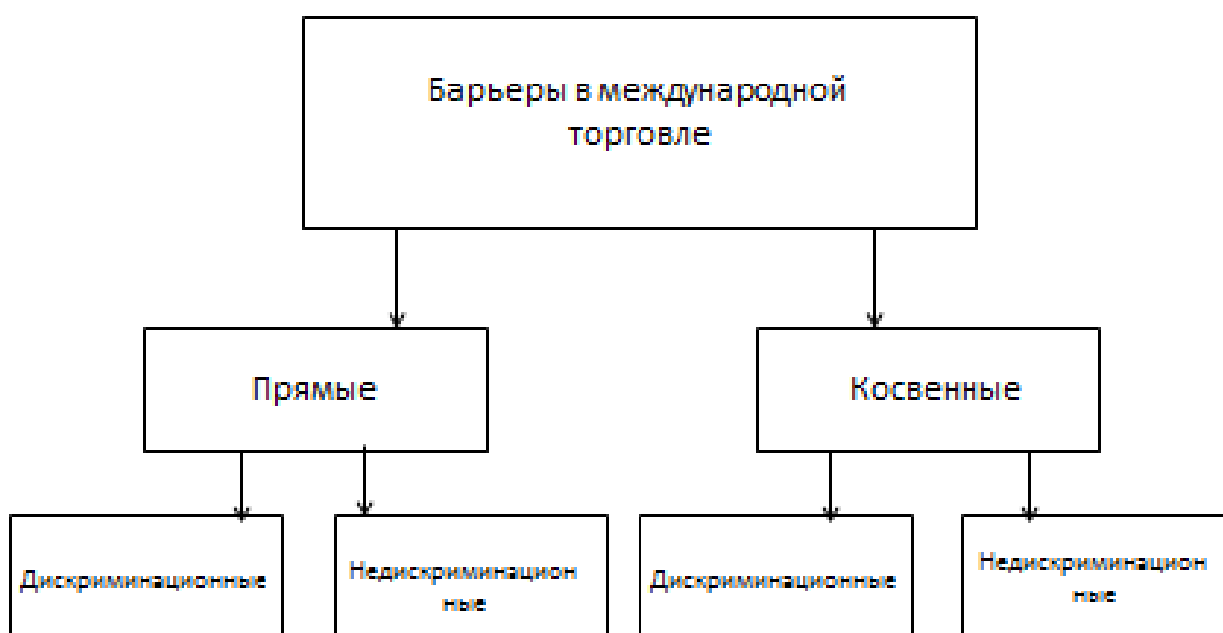 Барьеры в международной
торговле
Прямые
Косвенные
Дискриминационные
Недискриминацион
ные
Дискриминационные
Недискриминацион
ные